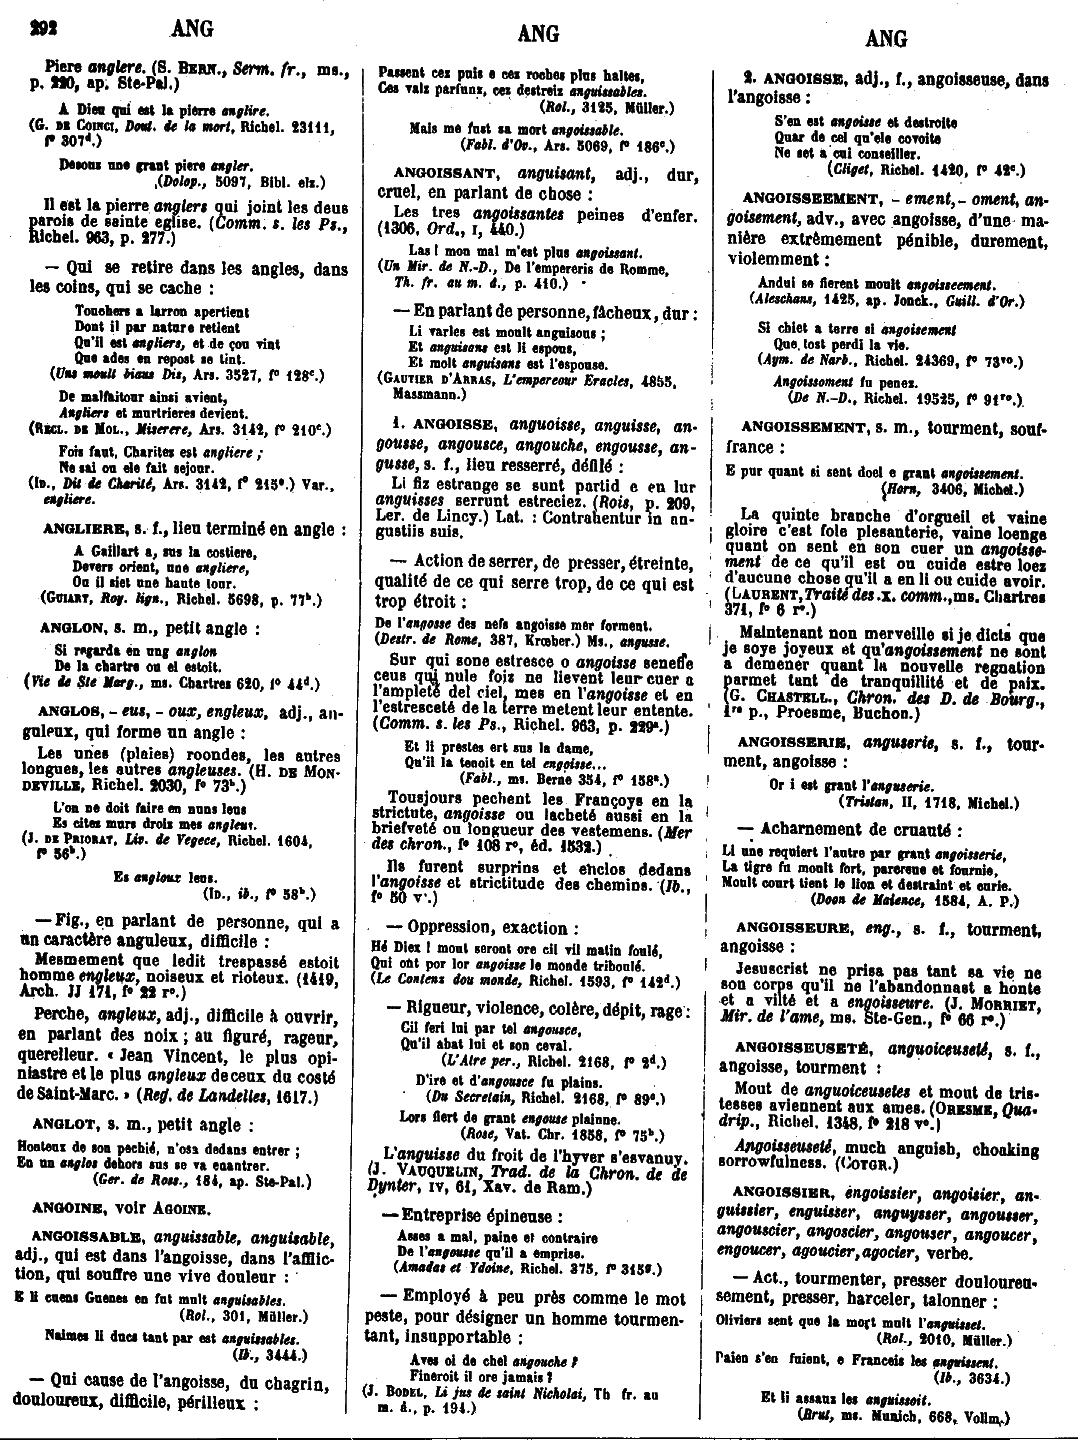 292 ANG ANG ANG
Piere anglere. (S. BERN., Serm. fr., ms.,
p. 220, ap. Ste-Pal.)
A Dieu qui est la pierre anglire.
(G. DE COINCI, Dout. de la mort, Richel. 23111,
f° 307d.)
Desous une grant piere angler.
(Dolop., 5097, Bibl. elz.)
Il est la pierre anglers qui joint les deus
parois de sainte eglise. (Comm. s. les Ps.,
Richel. 963, p. 277.)
— Qui se retire dans les angles, dans
les coins, qui se cache :
Touchers a larron apertient
Dont il par nature retient
Qu'il est angliers, et de çou vint
Que ades en repost se tint.
(Uns moult biaus Dis, Ars. 3527, f° 128c.)
De malfaitour ainsi avient,
Angliers et murtrieres devient.
(RECL. DE MOL., Miserere, Ars. 3142, f° 210c.)
Fois faut, Charites est angliere ;
Ne sai ou ele fait sejour.
(ID., Dit de Charité, Ars. 3142, f° 215a.) Var.,
engliere.
ANGLIERE, s. f., lieu terminé en angle :
A Gaillart a, sus la costiere,
Devers orient, une angliere,
Ou il siet une haute tour.
(GUIART, Roy. lign., Richel. 5698, p. 77b.)
ANGLON, s. m., petit angle :
Si regarda en ung anglon
De la chartre ou el estoit.
(Vie de Ste Marg., ms. Chartres 620, f° 44d.)
ANGLOS, - eus, - oux, engleux, adj., an-
guleux, qui forme un angle :
Les unes (plaies) roondes, les autres
longues, les autres angleuses. (H. DE MON-
DEVILLE, Richel. 2030, f° 73b.)
L'on ne doit faire en nuns leus
Es citez murs droiz mes angleur.
(J. DE PRIORAT, Liv. de Vegece, Richel. 1604,
f° 56b.)
Es angloux leus.
(ID., ib., f° 58b.)
— Fig., en parlant de personne, qui a
un caractère anguleux, difficile :
Mesmement que ledit trespassé estoit
homme engleux, noiseux et rioteux. (1419,
Arch. JJ 171, f° 22 r°.)
Perche, angleux, adj., difficile à ouvrir,
en parlant des noix ; au figuré, rageur,
querelleur. « Jean Vincent, le plus opi-
niastre et le plus angleux de ceux du costé
de Saint-Marc. » (Reg. de Landelles, 1617.)
ANGLOT, s. m., petit angle :
Honteux de son pechié, n'osa dedans entrer ;
En un anglos dehors sus se va enantrer.
(Ger. de Ross., 184, ap. Ste-Pal.)
ANGOINE, voir AGOINE.
ANGOISSABLE, anguissable, anguisable,
adj., qui est dans l'angoisse, dans l'afflic-
tion, qui souffre une vive douleur :
E li cuens Guenes en fut mult anguisables.
(Rol., 301, Müller.)
Naimes li ducs tant par est anguissables.
(Ib., 3444.)
— Qui cause de l'angoisse, du chagrin,
douloureux, difficile, périlleux :
Passent cez puis e cez roches plus haltes,
Ces valz parfunz, cez destreiz anguissables.
(Rol., 3125, Müller.)
Mais me fust sa mort angoissable.
(Fabl. d'Ov., Ars. 5069, f° 186c.)
ANGOISSANT, anguisant, adj., dur,
cruel, en parlant de chose :
Les tres angoissantes peines d'enfer.
(1306, Ord., I, 440.)
Las ! mon mal m'est plus angoissant.
(Un Mir. de N.-D., De l'empereris de Romme,
Th. fr. au m. â., p. 410.)
— En parlant de personne, fâcheux, dur :
Li varles est moult anguisous ;
Et anguisans est li espous,
Et molt anguisans est l'espouse.
(GAUTIER D'ARRAS, L'empereour Eracles, 4855,
Massmann.)
1. ANGOISSE, anguoisse, anguisse, an-
gousse, angousce, angouche, engousse, an-
gusse, s. f., lieu resserré, défilé :
Li fiz estrange se sunt partid e en lur
anguisses serrunt estreciez. (Rois, p. 209,
Ler. de Lincy.) Lat. : Contrahentur in an-
gustiis suis.
— Action de serrer, de presser, étreinte,
qualité de ce qui serre trop, de ce qui est
trop étroit :
De l'angosse des nefs angoisse mer forment.
(Destr. de Rome, 387, Krœber.) Ms., angusse.
Sur qui sone estresce o angoisse senefie
ceus qui nule fois ne lievent leur cuer a
l'ampleté del ciel, mes en l'angoisse et en
l'estresceté de la terre metent leur entente.
(Comm. s. les Ps., Richel. 963, p. 229a.)
Et li prestes ert sus la dame,
Qu'il la tenoit en tel engoisse...
(Fabl., ms. Berne 354, f° 158a.)
Tousjours pechent les Françoys en la
strictute, angoisse ou lacheté aussi en la
briefveté ou longueur des vestemens. (Mer
des chron., f° 108 r°, éd. 1532.)
Ils furent surprins et enclos dedans
l'angoisse et strictitude des chemins. (Ib.,
f° 50 v°.)
— Oppression, exaction :
Hé Diex ! mout seront ore cil vil matin foulé,
Qui ont por lor angoisse le monde triboulé.
(Le Contenz dou monde, Richel. 1593, f° 142d.)
— Rigueur, violence, colère, dépit, rage :
Cil feri lui par tel angousce,
Qu'il abat lui et son ceval.
(L'Atre per., Richel. 2168, f° 2d.)
D'ire et d'angousce fu plains.
(Du Secretain, Richel. 2168, f° 89a.)
Lors fiert de grant engouse plainne.
(Rose, Vat. Chr. 1858, f° 75b.)
L'anguisse du froit de l'hyver s'esvanuy.
(J. VAUQUELIN, Trad. de la Chron. de de
Dynter, IV, 61, Xav. de Ram.)
— Entreprise épineuse :
Asses a mal, paine et contraire
De l'angousse qu'il a emprise.
(Amadas et Ydoine, Richel. 375, f° 315e.)
— Employé à peu près comme le mot
peste, pour désigner un homme tourmen-
tant, insupportable :
Aves oi de chel angouche ?
Fineroit il ore jamais ?
(J. BODEL, Li jus de saint Nicholai, Th fr. au
m. â., p. 194.)
2. ANGOISSE, adj., f., angoisseuse, dans
l'angoisse :
S'en est angoisse et destroite
Quar de cel qu'ele covoite
Ne set a cui conseiller.
(Cliget, Richel. 1420, f° 42c.)
ANGOISSEEMENT, - ement, - oment, an-
goisement, adv., avec angoisse, d'une ma-
nière extrêmement pénible, durement,
violemment :
Andui se fierent moult angoisseement.
(Aleschans, 1425, ap. Jonck., Guill. d'Or.)
Si chiet a terre si angoisement
Que tost perdi la vie.
(Aym. de Narb., Richel. 24369, f° 73vo.)
Angoissoment fu penez.
(De N.-D., Richel. 19525, f° 91ro.)
ANGOISSEMENT, s. m., tourment, souf-
france :
E pur quant si sent doel e grant angoissement.
(Horn, 3406, Michel.)
La quinte branche d'orgueil et vaine
gloire c'est fole plesanterie, vaine loenge
quant on sent en son cuer un angoisse-
ment de ce qu'il est ou cuide estre loez
d'aucune chose qu'il a en li ou cuide avoir.
(LAURENT, Traité des .x. comm., ms. Chartres
371, f° 6 r°.)
Maintenant non merveille si je dicts que
je soye joyeux et qu'angoissement ne sont
a demener quant la nouvelle regnation
parmet tant de tranquillité et de paix.
(G. CHASTELL., Chron. des D. de Bourg.,
1re p., Proesme, Buchon.)
ANGOISSERIE, anguserie, s. f., tour-
ment, angoisse :
Or i est grant l'anguserie.
(Tristan, II, 1718, Michel.)
— Acharnement de cruauté :
Li une requiert l'autre par grant angoisserie,
La tigre fu moult fort, parcreue et fournie,
Moult court tient le lion et destraint et curie.
(Doon de Maience, 1584, A. P.)
ANGOISSEURE, eng., s. f., tourment,
angoisse :
Jesuscrist ne prisa pas tant sa vie ne
son corps qu'il ne l'abandonnast a honte
et a vilté et a engoisseure. (J. MORRIET,
Mir. de l'ame, ms. Ste-Gen., f° 66 r°.)
ANGOISSEUSETÉ, anguoiceuseté, s. f.,
angoisse, tourment :
Mout de anguoiceusetes et mout de tris-
tesses aviennent aux ames. (ORESME, Qua-
drip., Richel. 1348, f° 218 v°.)
Angoisseuseté, much anguish, choaking
sorrowfulness. (COTGR.)
ANGOISSIER, engoissier, angoisier, an-
guissier, enguisser, anguysser, angousser,
angouscier, angoscier, angouser, angoucer,
engoucer, agoucier, agocier, verbe.
— Act., tourmenter, presser douloureu-
sement, presser, harceler, talonner :
Oliviers sent que la mort mult l'anguisset.
(Rol., 2010, Müller.)
Paien s'en fuient, e Franceis les anguissent.
(Ib., 3634.)
Et li assauz les anguissoit.
(Brut, ms. Munich, 668, Vollm.)